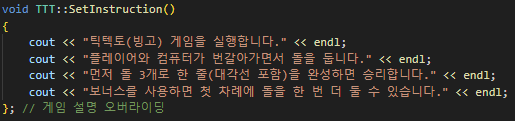 void TTT::SetInstruction()
{
cout << "틱텍토(빙고) 게임을 실행합니다." << endl;
cout << "플레이어와 컴퓨터가 번갈아가면서 돌을 둡니다." << endl;
cout << "먼저 돌 3개로 한 줄(대각선 포함)을 완성하면 승리합니다." << endl;
cout << "보너스를 사용하면 첫 차례에 돌을 한 번 더 둘 수 있습니다." << endl;
}; // 게임 설명 오버라이딩